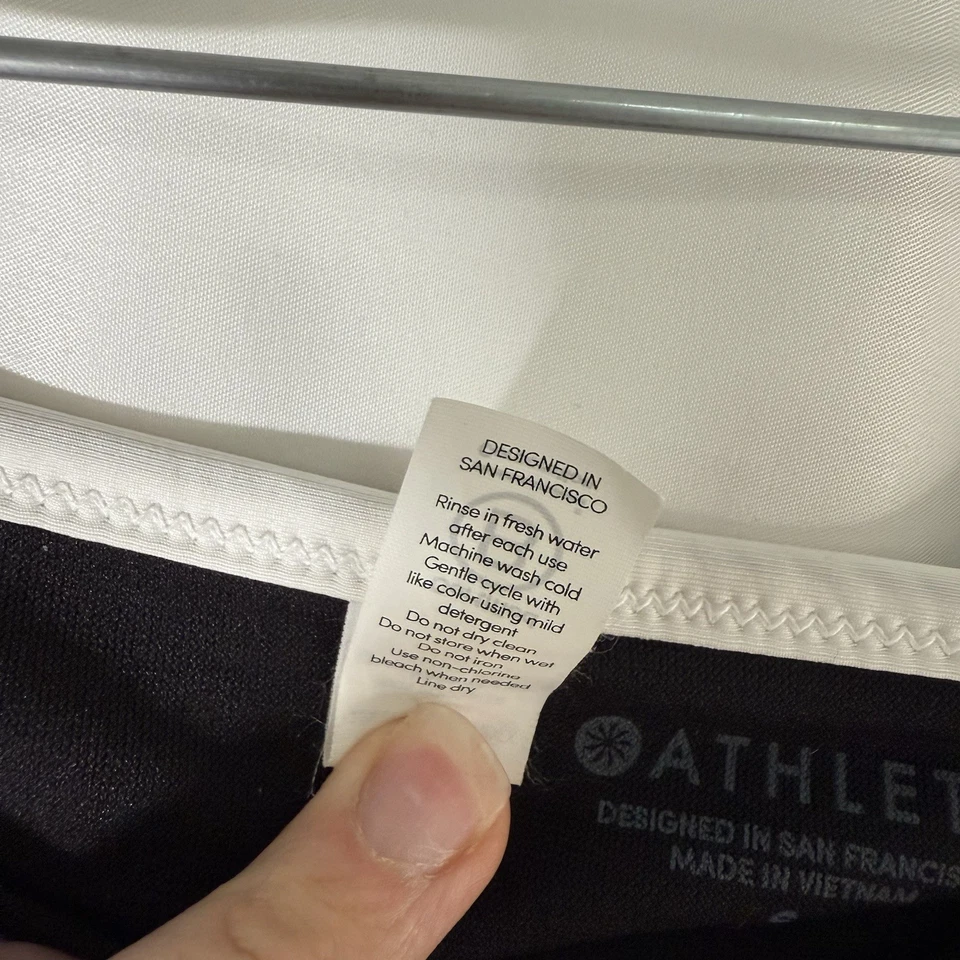 DESIGNED IN
SAN FRANCISCO
Rinse in fresh water
after each use
Machine wash cold
Gentle cycle with
like color using mild
detergent
Do not dry clean
Do not store when wet
Do not iron
Use non-chlorine
bleach when needed
Line dry
ATHLET
DESIGNED IN SAN FRANCIS
MADE IN VIETNAM